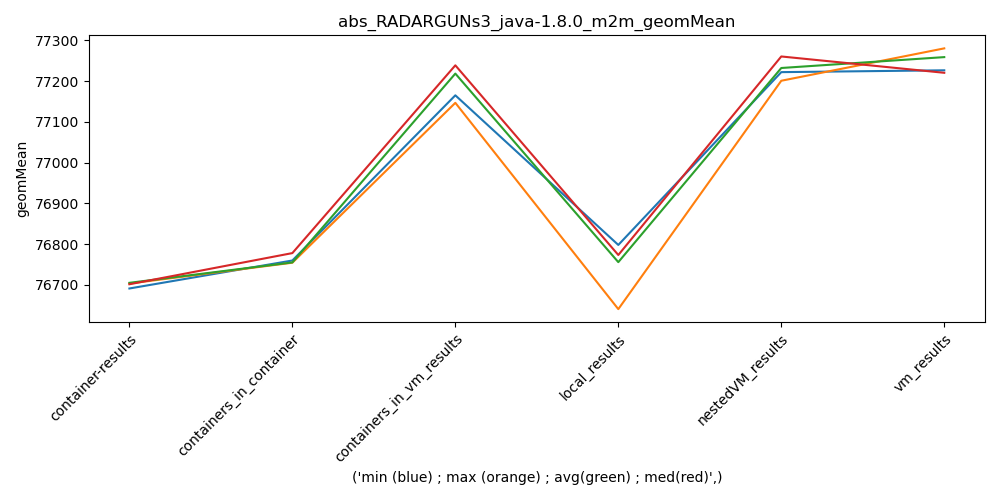 abs_RADARGUNs3_java-1.8.0_m2m_geomMean
77300
77200
77100
77000
76900
76800
76700
geomMean
container-results
containers_in_container
containers_in_vm_results
local_results
nestedVM_results
vm_results
('min (blue) ; max (orange) ; avg(green) ; med(red)',)